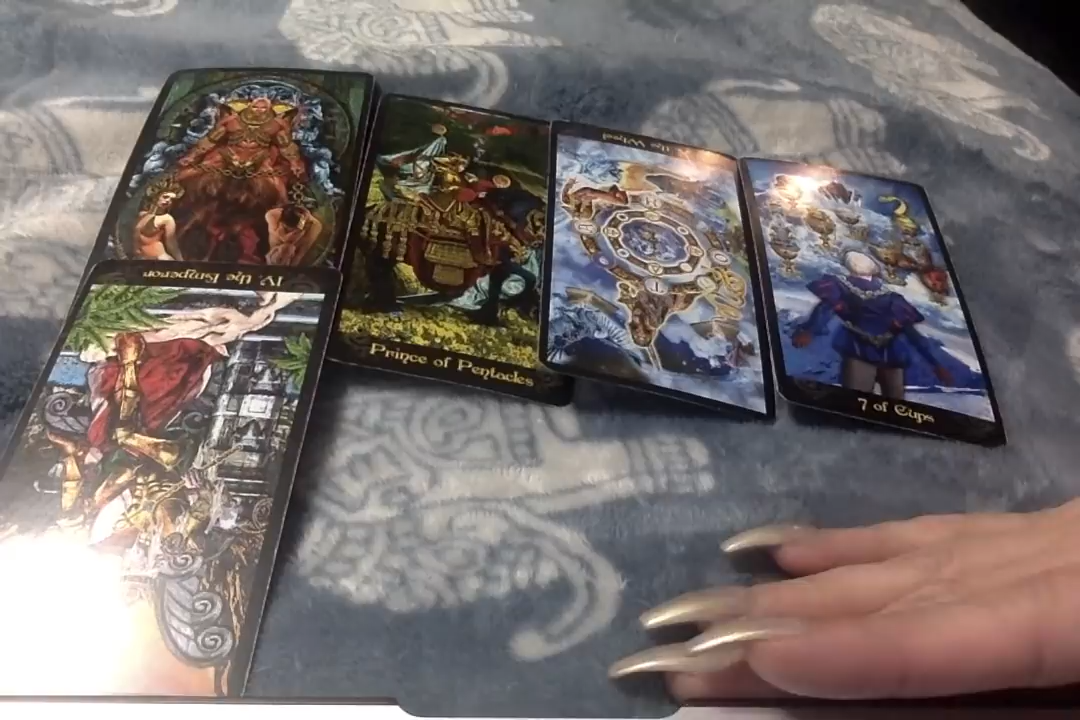 the Wheel
IV. the Emperor
Prince of Pentacles
7 of Cups